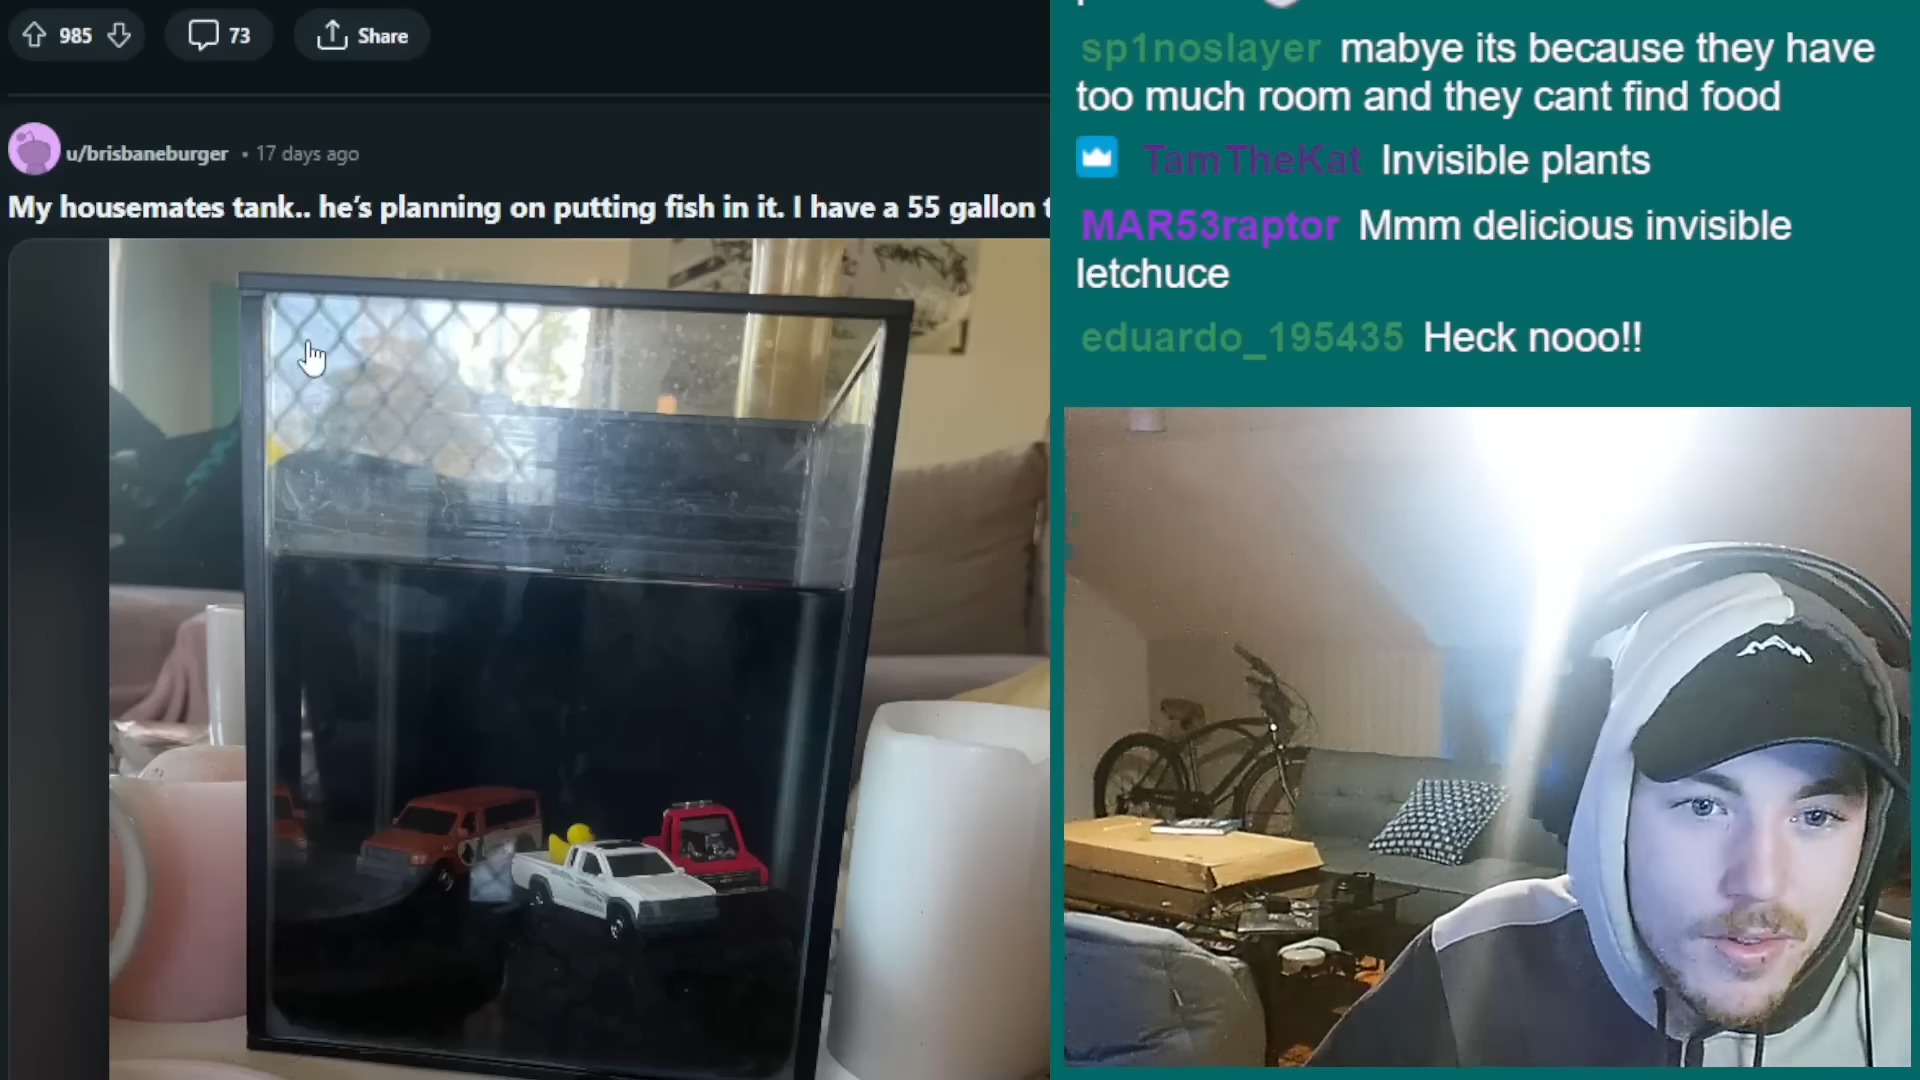 985
73
Share
u/brisbaneburger • 17 days ago
My housemates tank.. he's planning on putting fish in it. I have a 55 gallon t
sp1noslayer mabye its because they have
too much room and they cant find food
TamTheKat Invisible plants
MAR53raptor Mmm delicious invisible
letchuce
eduardo_195435 Heck nooo!!